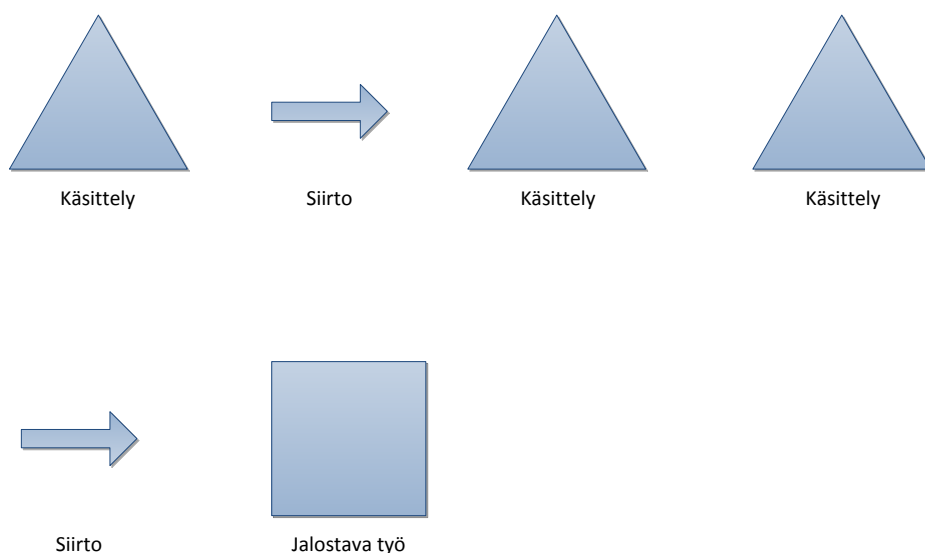 Käsittely
Siirto
Käsittely
Käsittely
Siirto
Jalostava työ